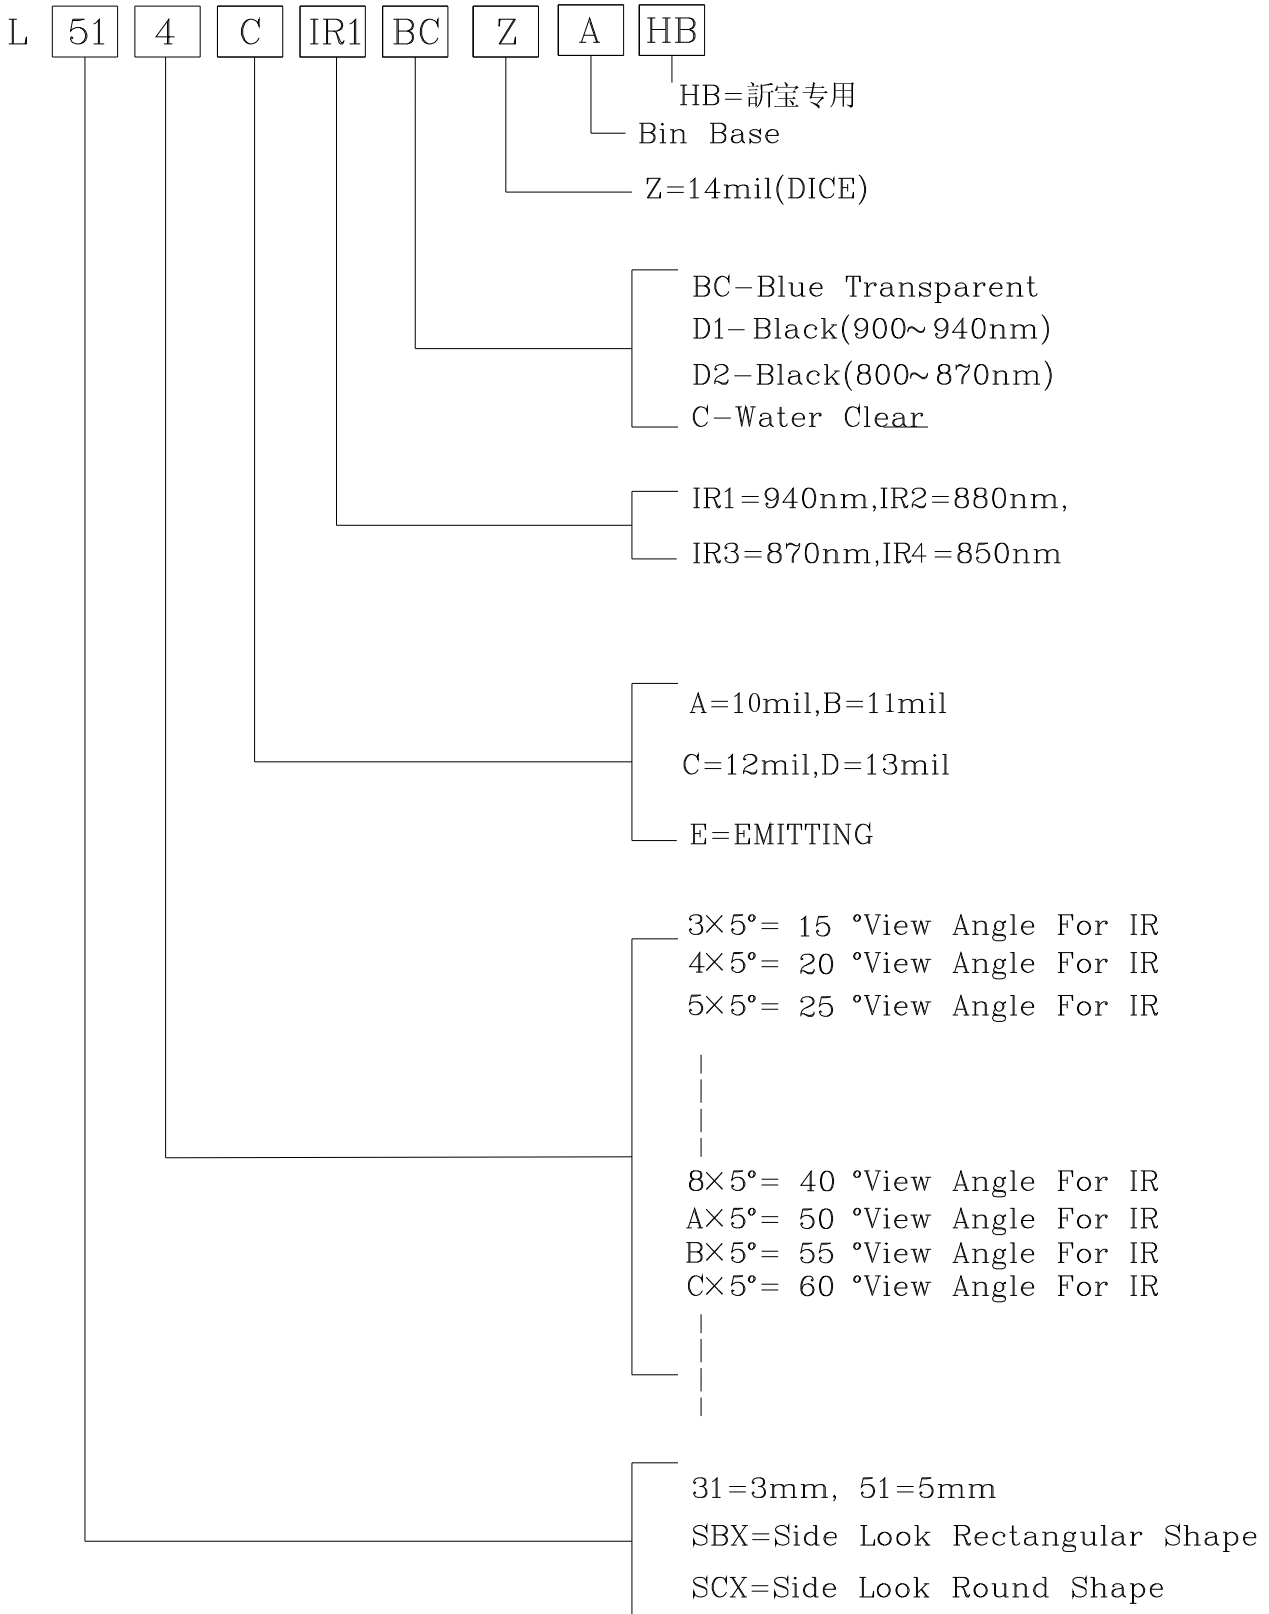 L 51 4 C IR1 BC Z A HB
HB=訢宝专用
Bin Base
Z=14mil(DICE)
BC-Blue Transparent
D1-Black(900~940nm)
D2-Black(800~870nm)
C-Water Clear
IR1=940nm,IR2=880nm,
IR3=870nm,IR4=850nm
A=10mil,B=11mil
C=12mil,D=13mil
E=EMITTING
3×5°= 15 °View Angle For IR
4×5°= 20 °View Angle For IR
5×5°= 25 °View Angle For IR
8×5°= 40 °View Angle For IR
A×5°= 50 °View Angle For IR
B×5°= 55 °View Angle For IR
C×5°= 60 °View Angle For IR
31=3mm, 51=5mm
SBX=Side Look Rectangular Shape
SCX=Side Look Round Shape